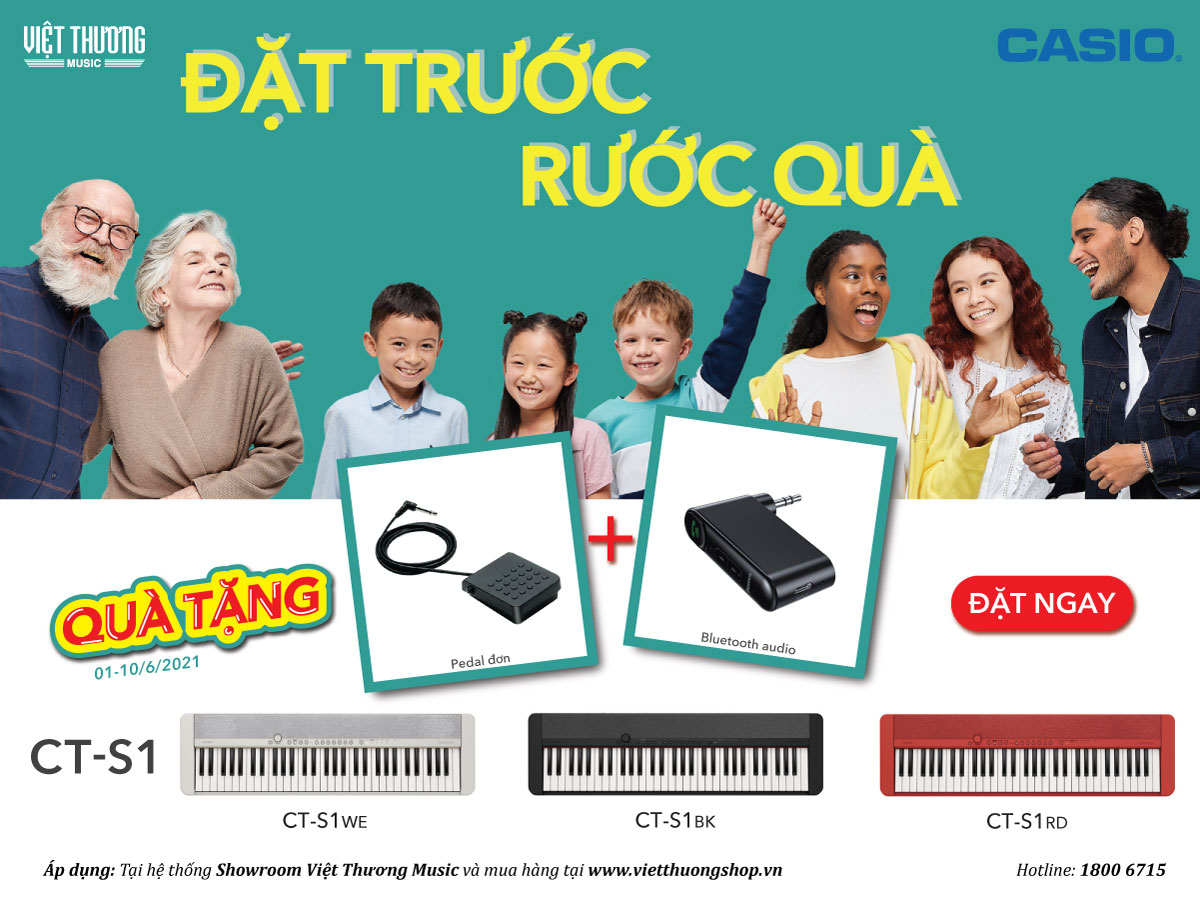 VIỆT THƯƠNG
MUSIC
CASIO®
ĐẶT TRƯỚC
RƯỚC QUÀ
QUÀ TẶNG
01-10/6/2021
Pedal đơn
+
Bluetooth audio
ĐẶT NGAY
CT-S1
CT-S1WE
CT-S1BK
CT-S1RD
Áp dụng: Tại hệ thống Showroom Việt Thương Music và mua hàng tại www.vietthuongshop.vn
Hotline: 1800 6715